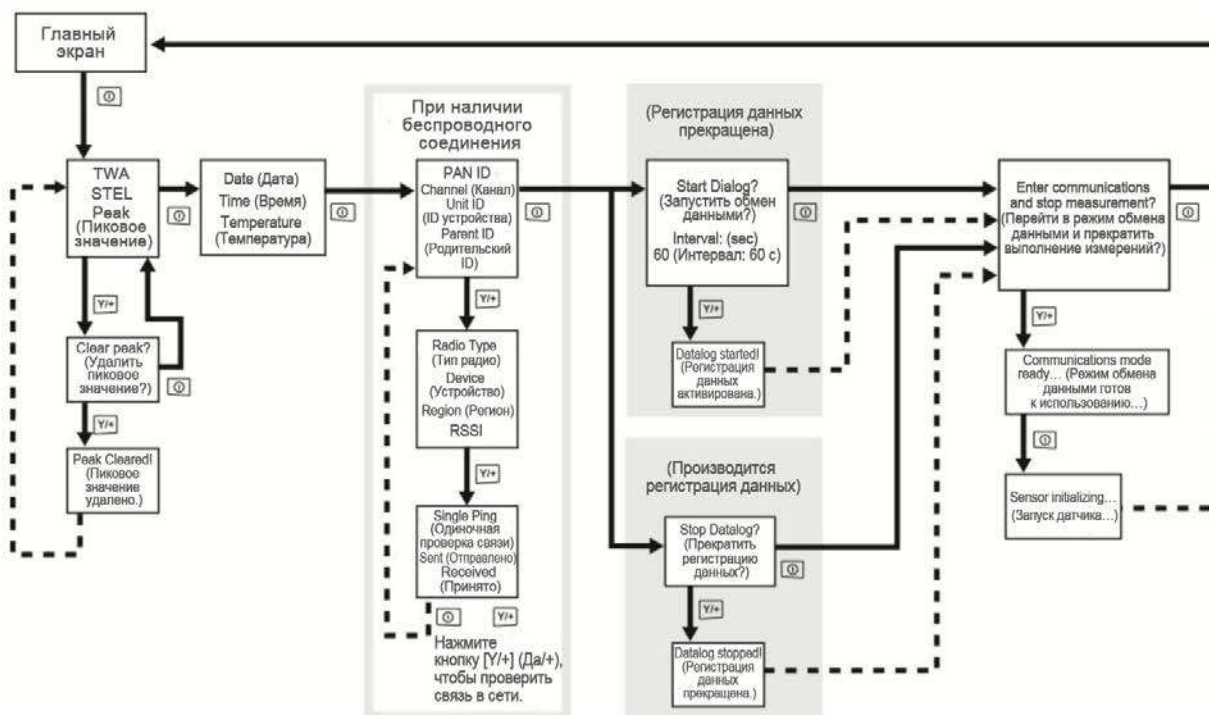 Главный
экран
TWA
STEL
Peak
(Пиковое
значение)
Y/+
Clear peak?
(Удалить
пиковое
значение?)
Y/+
Peak Cleared!
(Пиковое
значение
удалено.)
Date (Дата)
Time (Время)
Temperature
(Температура)
При наличии
беспроводного
соединения
PAN ID
Channel (Канал)
Unit ID
(ID устройства)
Parent ID
(Родительский
ID)
Y/+
Radio Type
(Тип радио)
Device
(Устройство)
Region (Регион)
RSSI
Y/+
Single Ping
(Одиночная
проверка связи)
Sent (Отправлено)
Received
(Принято)
Y/+
Нажмите
кнопку [Y/+] (Да/+),
чтобы проверить
связь в сети.
(Регистрация данных
прекращена)
Start Dialog?
(Запустить обмен
данными?)
Interval: (sec)
60 (Интервал: 60 с)
Y/+
Datalog started!
(Регистрация
данных
активирована.)
(Производится
регистрация данных)
Stop Datalog?
(Прекратить
регистрацию
данных?)
Y/+
Datalog stopped!
(Регистрация
данных
прекращена.)
Enter communications
and stop measurement?
(Перейти в режим обмена
данными и прекратить
выполнение измерений?)
Y/+
Communications mode
ready... (Режим обмена
данными готов
к использованию...)
Sensor initializing...
(Запуск датчика...)